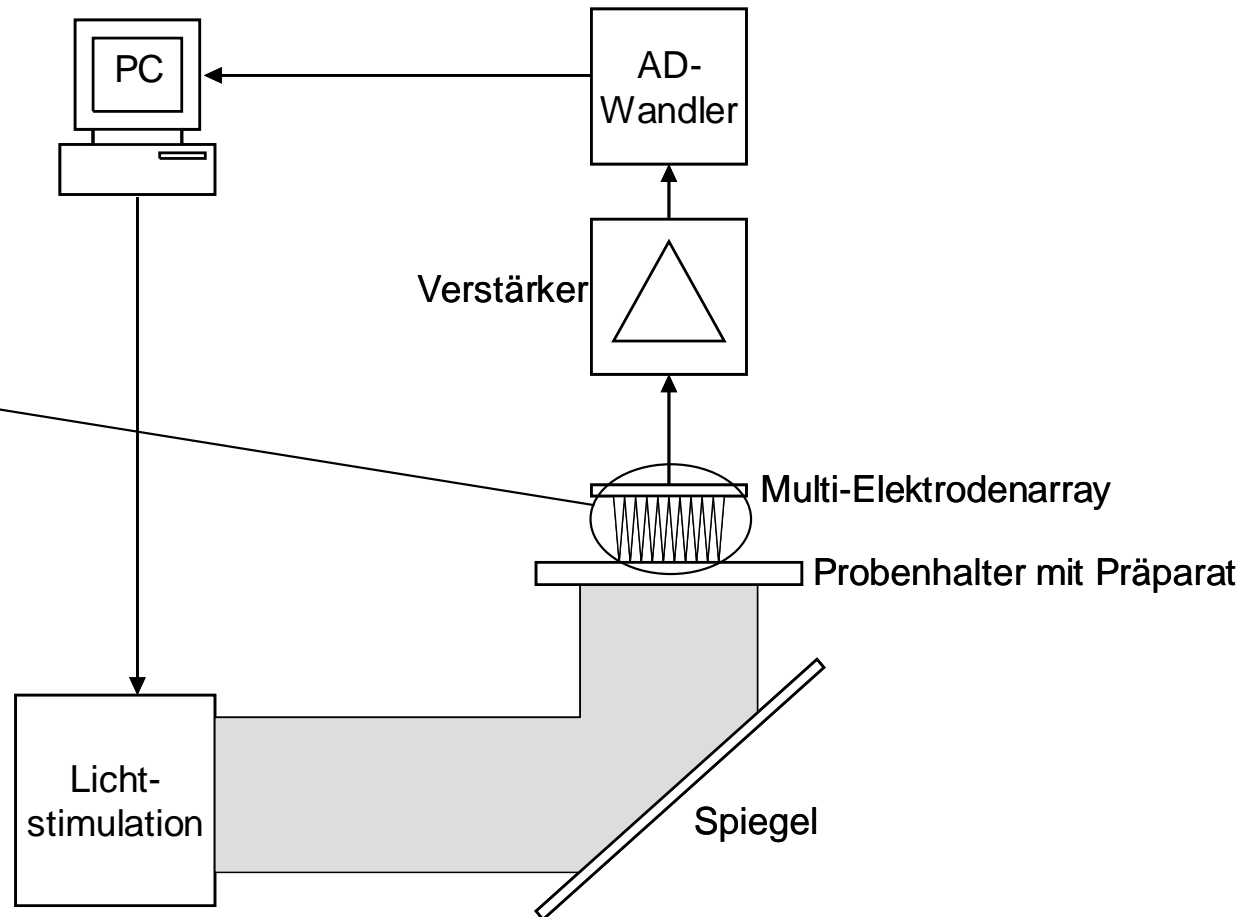 PC
AD-
Wandler
Verstärker
Multi-Elektrodenarray
Probenhalter mit Präparat
Licht-
stimulation
Spiegel